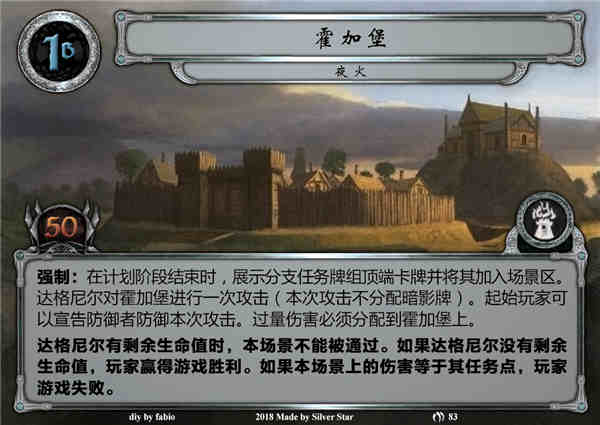 1B
霍加堡
夜火
50
强制：在计划阶段结束时，展示分支任务牌组顶端卡牌并将其加入场景区。
达格尼尔对霍加堡进行一次攻击（本次攻击不分配暗影牌）。起始玩家可
以宣告防御者防御本次攻击。过量伤害必须分配到霍加堡上。
达格尼尔有剩余生命值时，本场景不能被通过。如果达格尼尔没有剩余
生命值，玩家赢得游戏胜利。如果本场景上的伤害等于其任务点，玩家
游戏失败。
diy by fabio 2018 Made by Silver Star 83